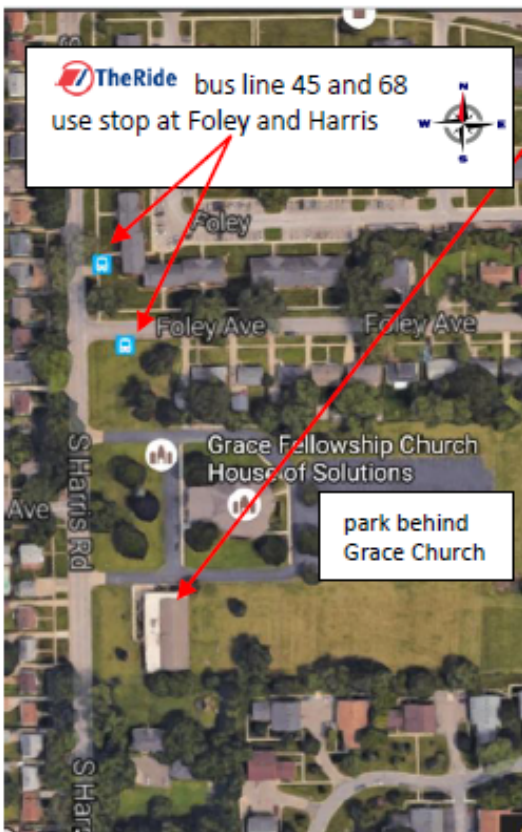 TheRide bus line 45 and 68
use stop at Foley and Harris
N
W E
S
Foley
Foley Ave Foley Ave
S Harris Rd
Grace Fellowship Church
House of Solutions
Ave
park behind
Grace Church
S Har